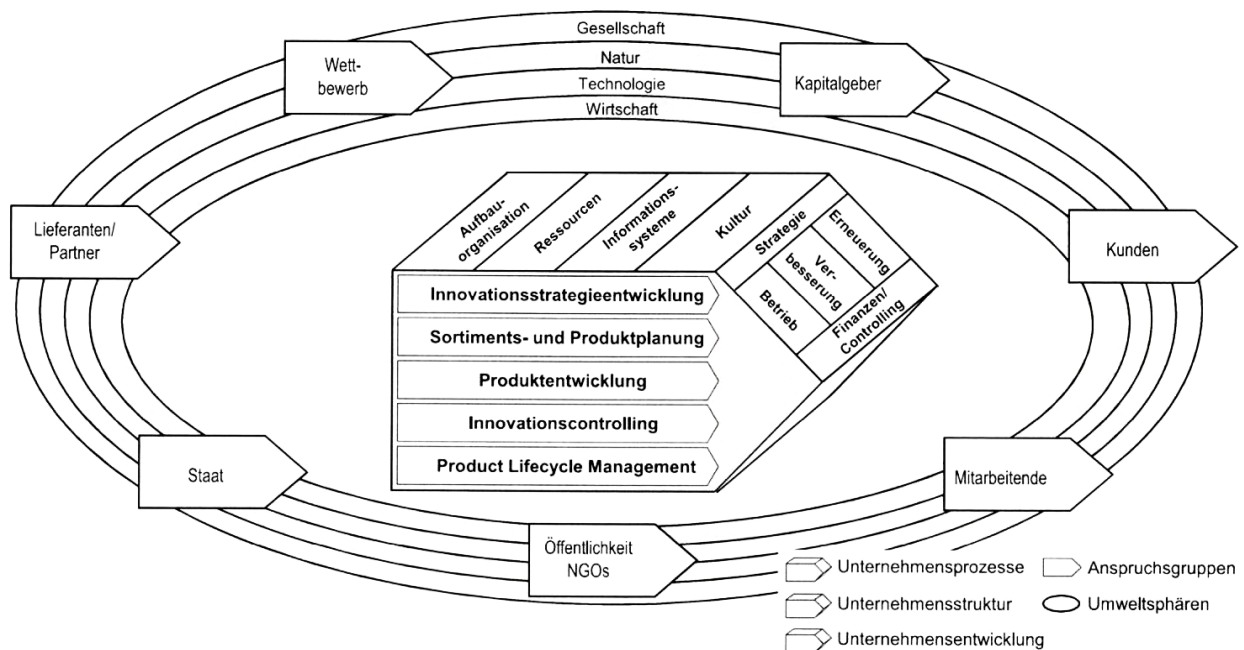 Gesellschaft
Natur
Technologie
Wirtschaft
Wett-
bewerb
Kapitalgeber
Lieferanten/
Partner
Kunden
Aufbau-
organisation
Ressourcen
Informations-
systeme
Kultur
Strategie
Erneuerung
Ver-
besserung
Betrieb
Finanzen/
Controlling
Innovationsstrategieentwicklung
Sortiments- und Produktplanung
Produktentwicklung
Innovationscontrolling
Product Lifecycle Management
Staat
Mitarbeitende
Öffentlichkeit
NGOs
Unternehmensprozesse
Anspruchsgruppen
Unternehmensstruktur
Umweltsphären
Unternehmensentwicklung